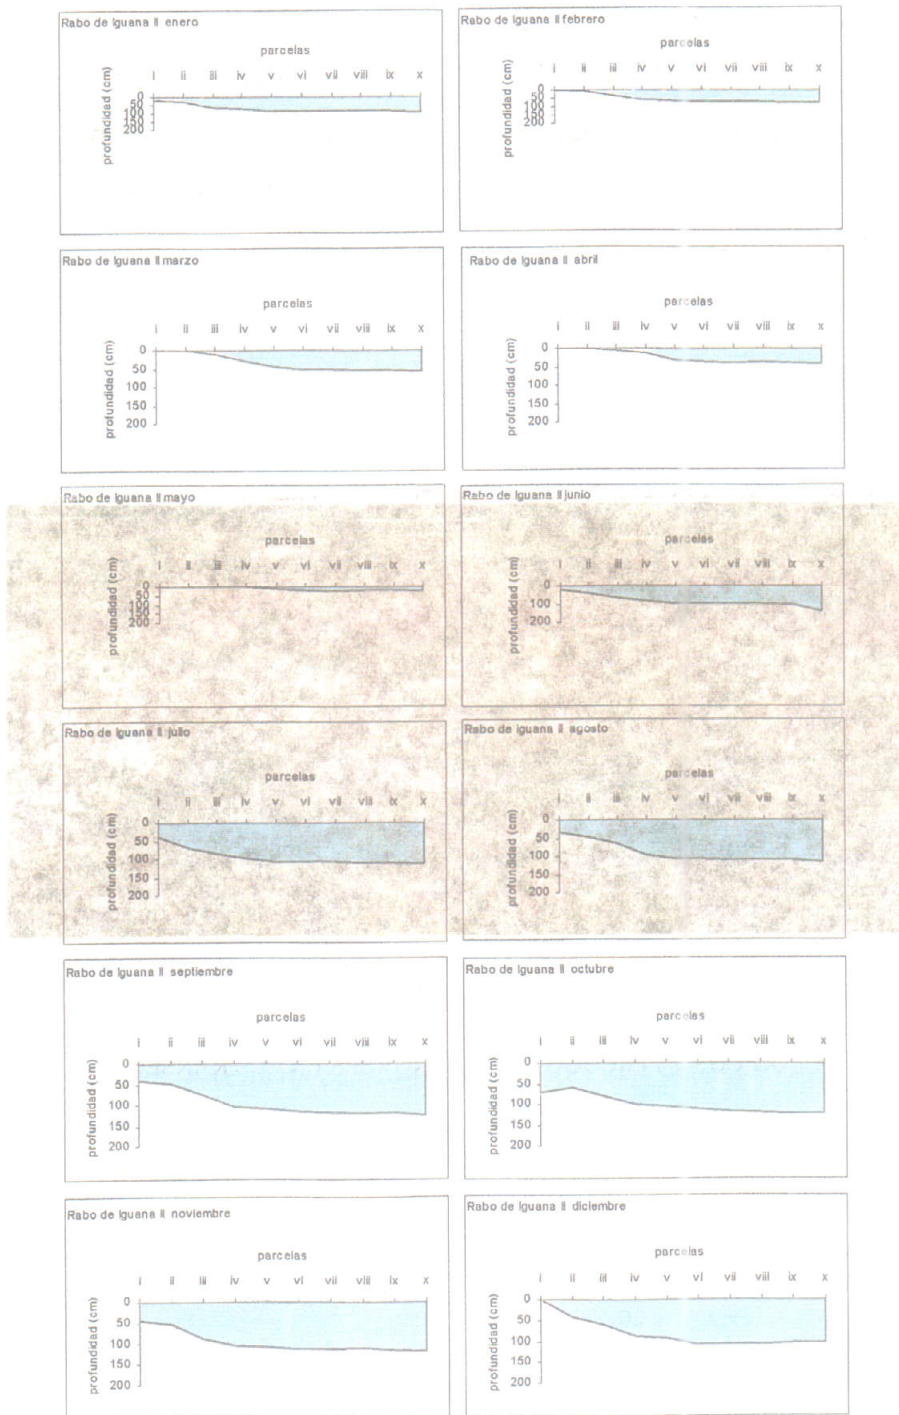 Rabo de Iguana II enero
parcelas
i ii iii iv v vi vii viii ix x
profundidad (cm)
0
50
100
150
200
Rabo de Iguana II febrero
parcelas
i ii iii iv v vi vii viii ix x
profundidad (cm)
0
50
100
150
200
Rabo de Iguana II marzo
parcelas
i ii iii iv v vi vii viii ix x
profundidad (cm)
0
50
100
150
200
Rabo de Iguana II abril
parcelas
i ii iii iv v vi vii viii ix x
profundidad (cm)
0
50
100
150
200
Rabo de Iguana II mayo
parcelas
i ii iii iv v vi vii viii ix x
profundidad (cm)
0
50
100
150
200
Rabo de Iguana II junio
parcelas
i ii iii iv v vi vii viii ix x
profundidad (cm)
0
100
200
Rabo de Iguana II julio
parcelas
i ii iii iv v vi vii viii ix x
profundidad (cm)
0
50
100
150
200
Rabo de Iguana II agosto
parcelas
i ii iii iv v vi vii viii ix x
profundidad (cm)
0
50
100
150
200
Rabo de Iguana II septiembre
parcelas
i ii iii iv v vi vii viii ix x
profundidad (cm)
0
50
100
150
200
Rabo de Iguana II octubre
parcelas
i ii iii iv v vi vii viii ix x
profundidad (cm)
0
50
100
150
200
Rabo de Iguana II noviembre
parcelas
i ii iii iv v vi vii viii ix x
profundidad (cm)
0
50
100
150
200
Rabo de Iguana II diciembre
parcelas
i ii iii iv v vi vii viii ix x
profundidad (cm)
0
50
100
150
200